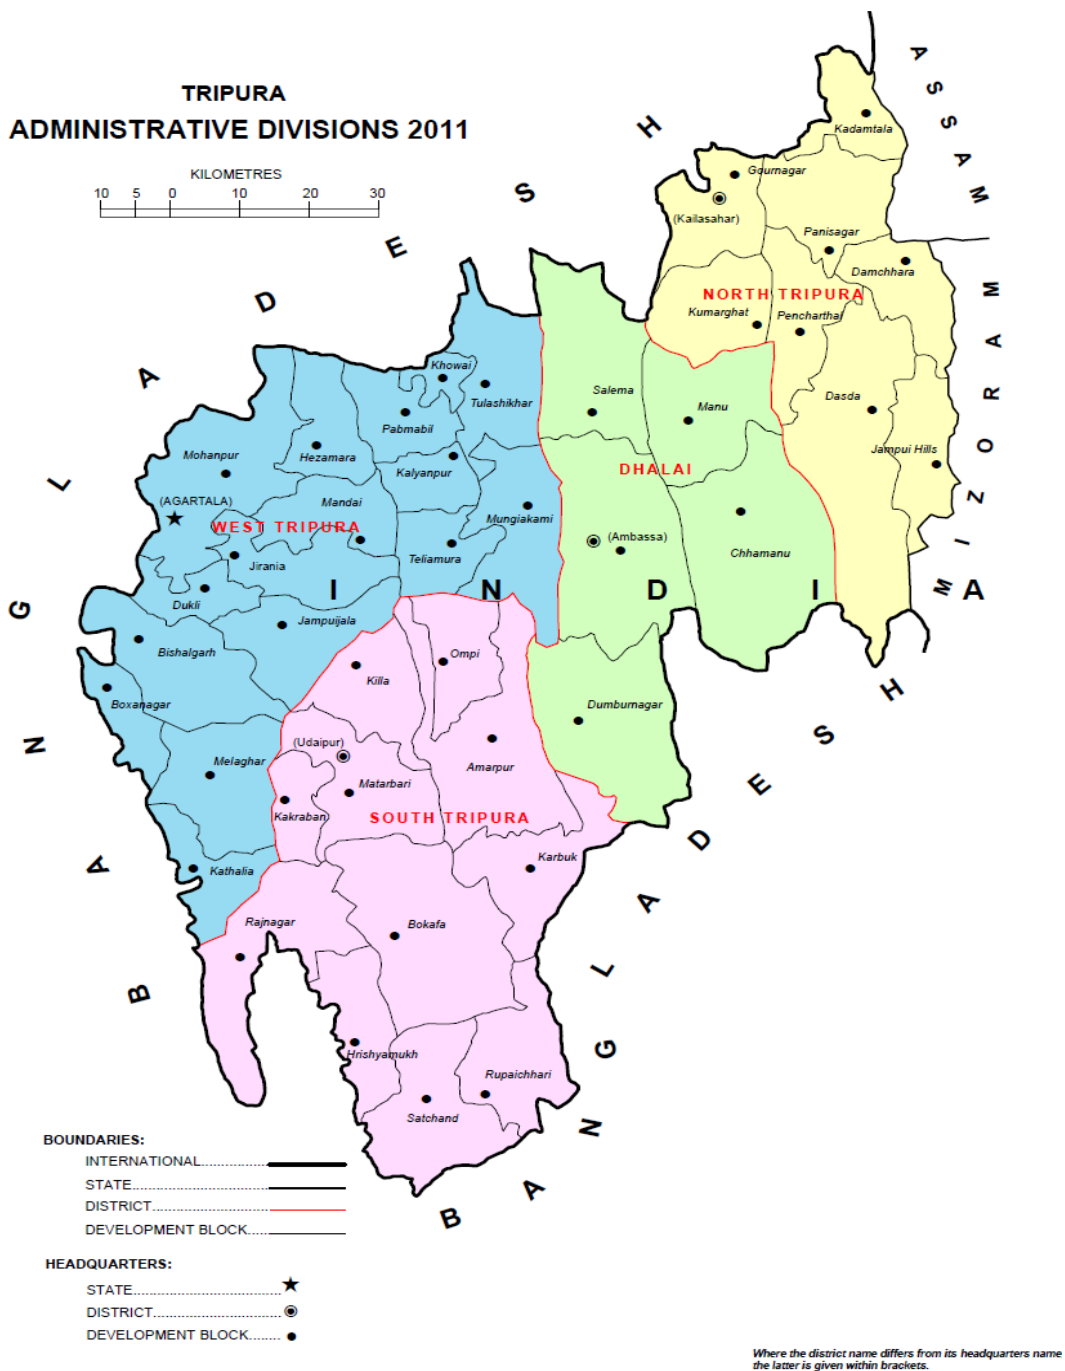 TRIPURA
ADMINISTRATIVE DIVISIONS 2011
KILOMETRES
10 5 0 10 20 30
BANGLADESH
ASSAM
MIZORAM
BANGLADESH
INDIA
Kadamtala
Gournagar
(Kailasahar)
Panisagar
Damchhara
NORTH TRIPURA
Kumarghat
Pencharthal
Dasda
Jampui Hills
Khowai
Tulashikhar
Pabmabil
Salema
Manu
Mohanpur
Hezamara
Kalyanpur
DHALAI
(AGARTALA)
Mandai
Mungiakami
WEST TRIPURA
(Ambassa)
Jirania
Teliamura
Chhamanu
Dukli
Jampuijala
Bishalgarh
Ompi
Killa
Boxanagar
Dumburnagar
(Udaipur)
Melaghar
Amarpur
Matarbari
Kakraban
SOUTH TRIPURA
Karbuk
Kathalia
Rajnagar
Bokafa
Hrishyamukh
Rupaichhari
Satchand
BOUNDARIES:
INTERNATIONAL
STATE
DISTRICT
DEVELOPMENT BLOCK
HEADQUARTERS:
STATE
DISTRICT
DEVELOPMENT BLOCK
Where the district name differs from its headquarters name
the latter is given within brackets.